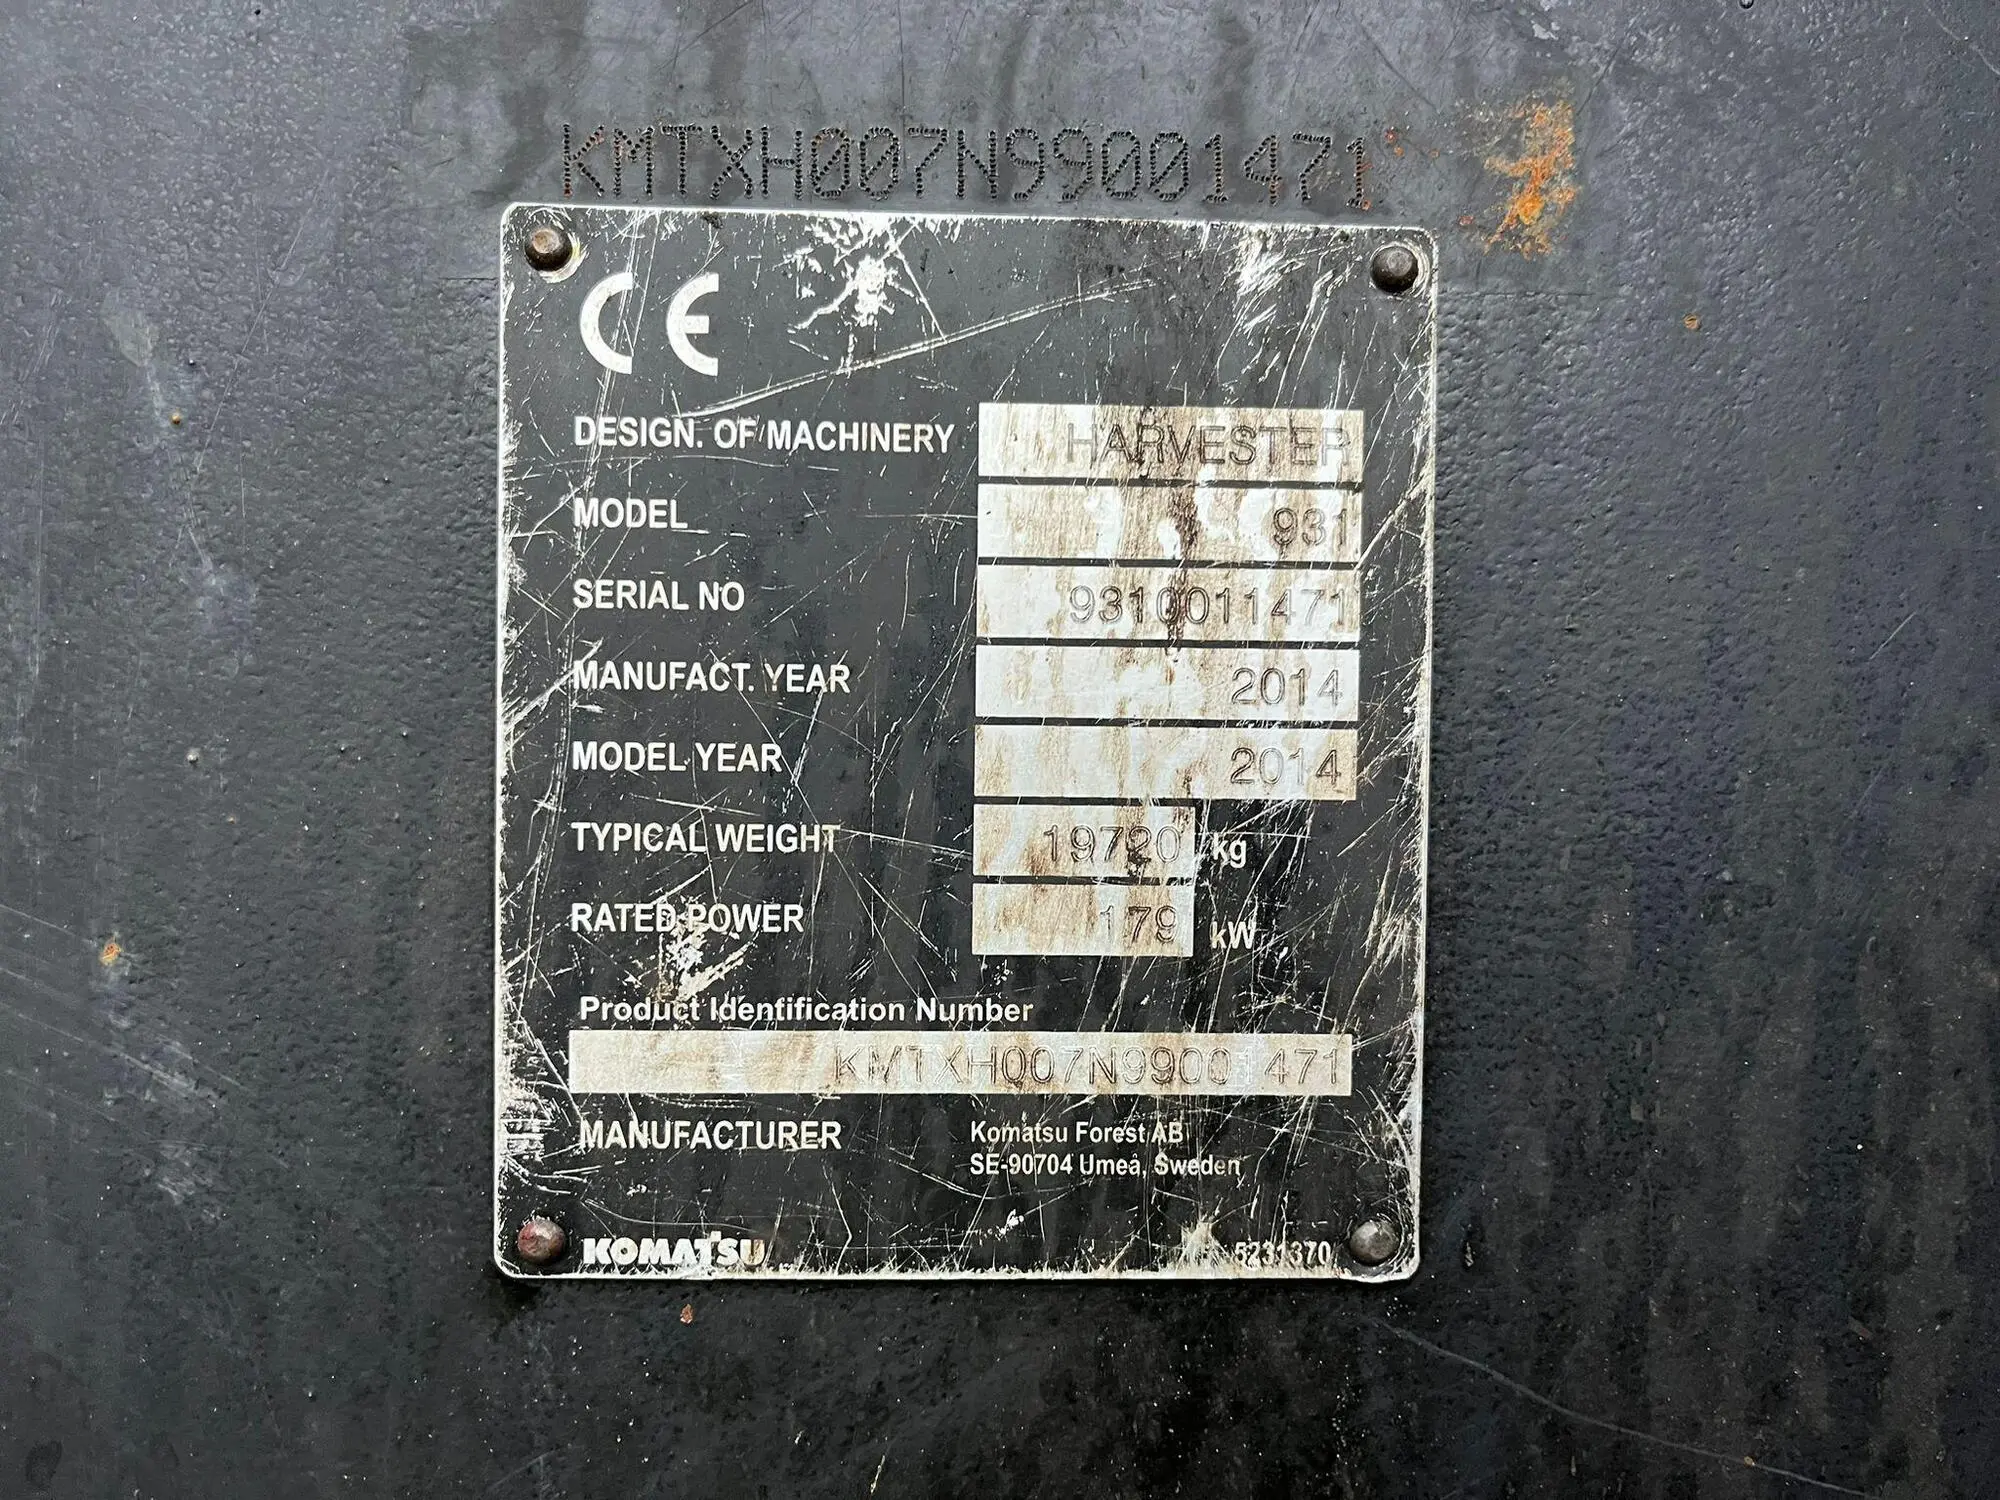 KMTXH007N99001471
CE
DESIGN. OF MACHINERY HARVESTER
MODEL 931
SERIAL NO 9310011471
MANUFACT. YEAR 2014
MODEL YEAR 2014
TYPICAL WEIGHT 19720 kg
RATED POWER 179 kW
Product Identification Number
KMTXH007N99001471
MANUFACTURER Komatsu Forest AB
SE-90704 Umeå, Sweden
KOMATSU 5231370